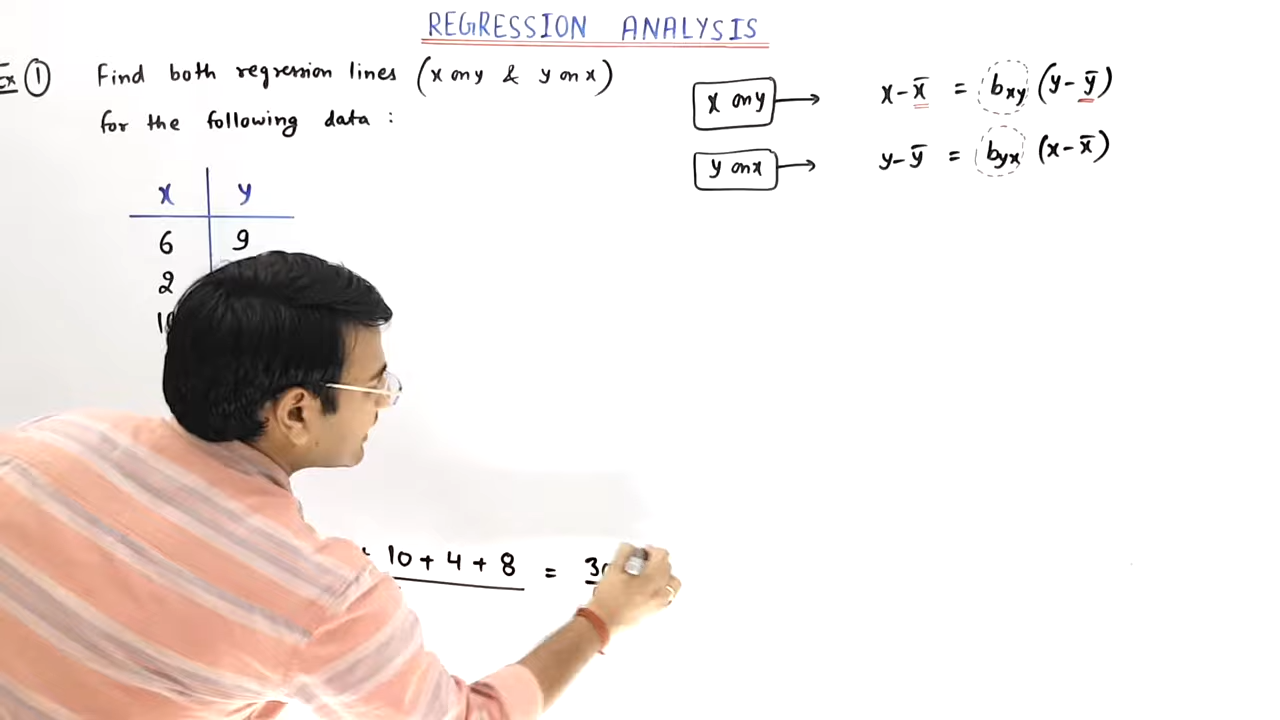 REGRESSION ANALYSIS
Ex ① Find both regression lines (x on y & y on x)
for the following data :
x y
6 9
2
x on y → x - x̄ = bxy (y - ȳ)
y on x → y - ȳ = byx (x - x̄)
10 + 4 + 8 =